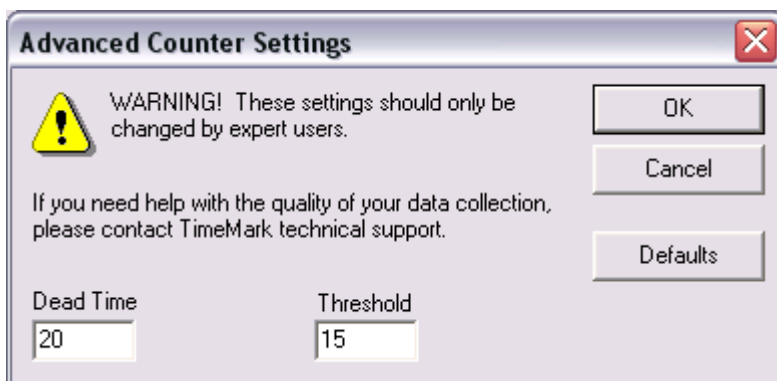 Advanced Counter Settings
WARNING!  These settings should only be
changed by expert users.
OK
Cancel
If you need help with the quality of your data collection,
please contact TimeMark technical support.
Defaults
Dead Time
20
Threshold
15